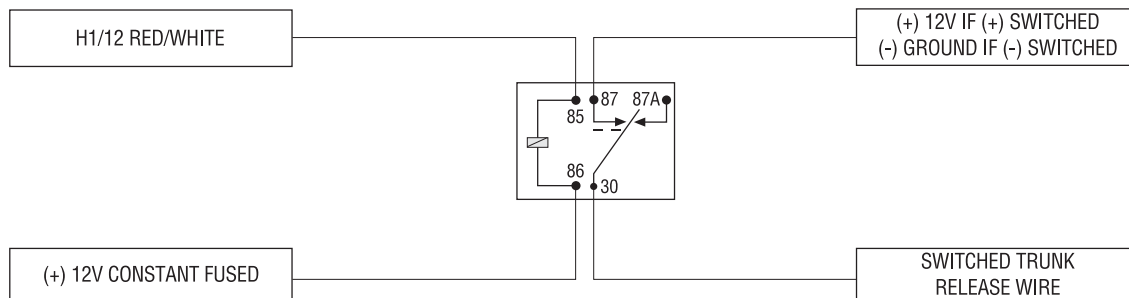 H1/12 RED/WHITE
(+) 12V IF (+) SWITCHED
(-) GROUND IF (-) SWITCHED
87 87A
85
86
30
(+) 12V CONSTANT FUSED
SWITCHED TRUNK
RELEASE WIRE